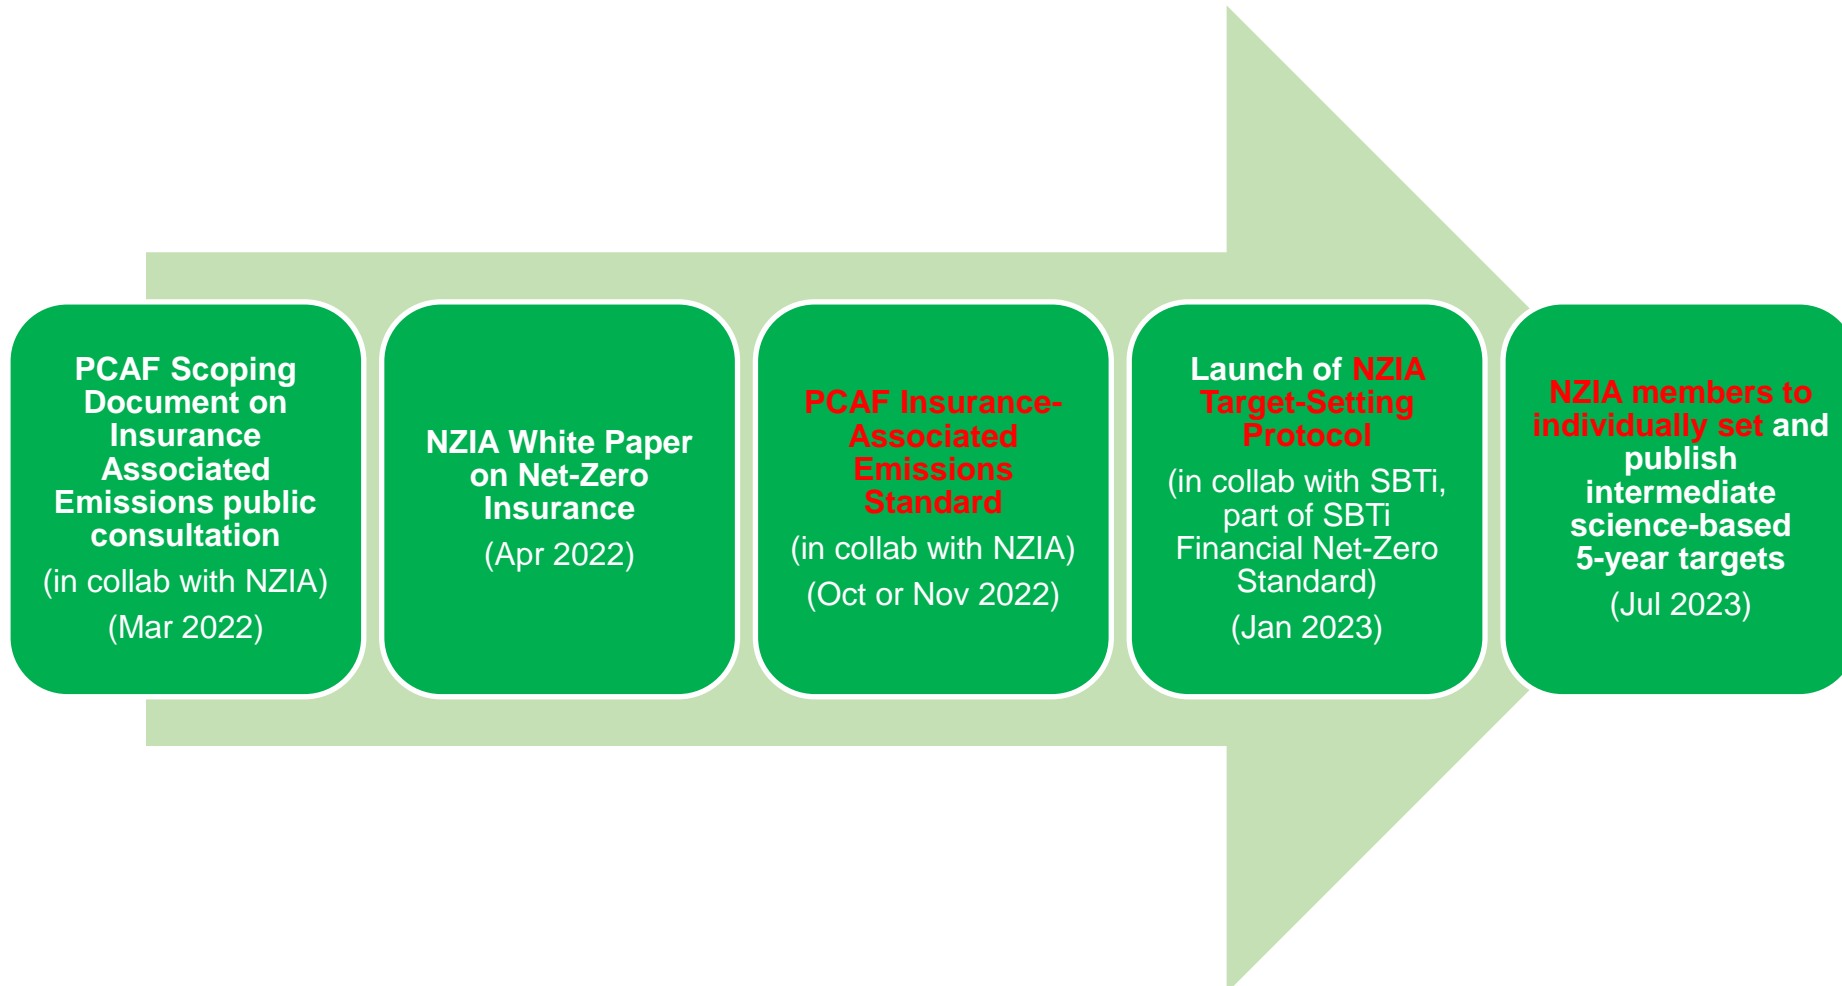 PCAF Scoping
Document on
Insurance
Associated
Emissions public
consultation
(in collab with NZIA)
(Mar 2022)
NZIA White Paper
on Net-Zero
Insurance
(Apr 2022)
PCAF Insurance-
Associated
Emissions
Standard
(in collab with NZIA)
(Oct or Nov 2022)
Launch of NZIA
Target-Setting
Protocol
(in collab with SBTi,
part of SBTi
Financial Net-Zero
Standard)
(Jan 2023)
NZIA members to
individually set and
publish
intermediate
science-based
5-year targets
(Jul 2023)